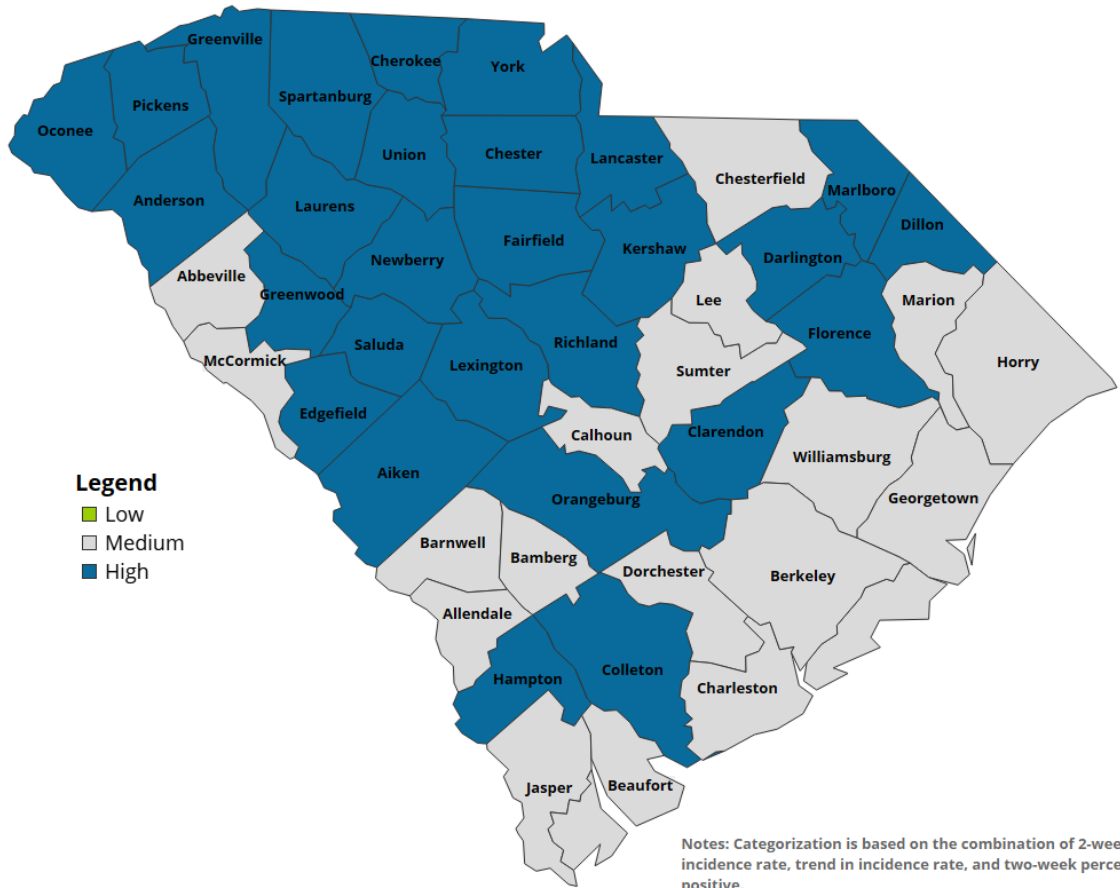 Greenville
Cherokee
York
Spartanburg
Pickens
Oconee
Union
Chester
Lancaster
Chesterfield
Marlboro
Anderson
Laurens
Dillon
Fairfield
Kershaw
Darlington
Newberry
Abbeville
Greenwood
Lee
Marion
Florence
Richland
Saluda
McCormick
Lexington
Sumter
Horry
Edgefield
Calhoun
Clarendon
Williamsburg
Aiken
Orangeburg
Georgetown
Legend
Low
Medium
High
Barnwell
Bamberg
Dorchester
Berkeley
Allendale
Hampton
Colleton
Charleston
Jasper
Beaufort
Notes: Categorization is based on the combination of 2-wee
incidence rate, trend in incidence rate, and two-week perce
positive.